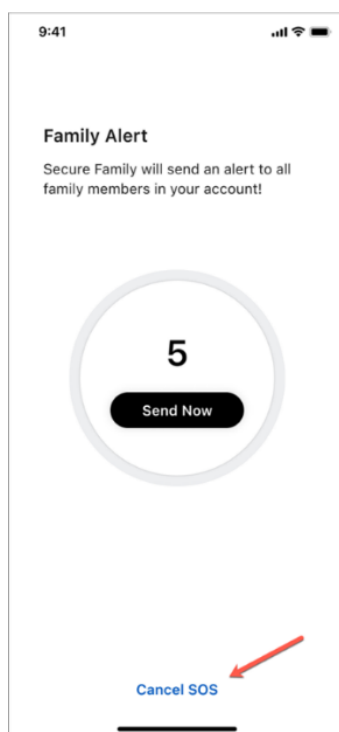 9:41
Family Alert
Secure Family will send an alert to all
family members in your account!
5
Send Now
Cancel SOS